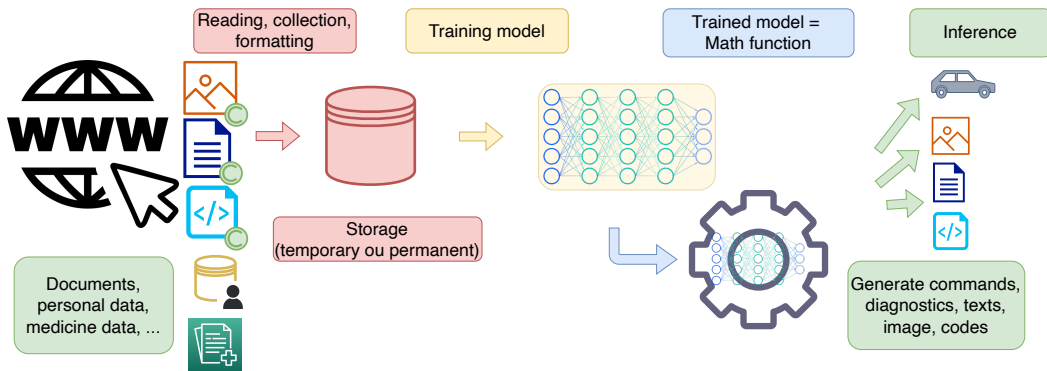 Reading, collection,
formatting
Training model
Trained model =
Math function
Inference
WWW
C
C
</>
C
Storage
(temporary ou permanent)
Documents,
personal data,
medicine data, ...
</>
Generate commands,
diagnostics, texts,
image, codes